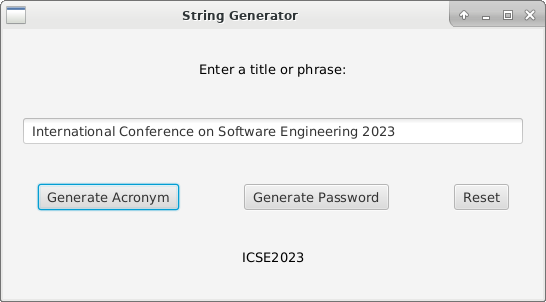 String Generator
Enter a title or phrase:
International Conference on Software Engineering 2023
Generate Acronym Generate Password Reset
ICSE2023